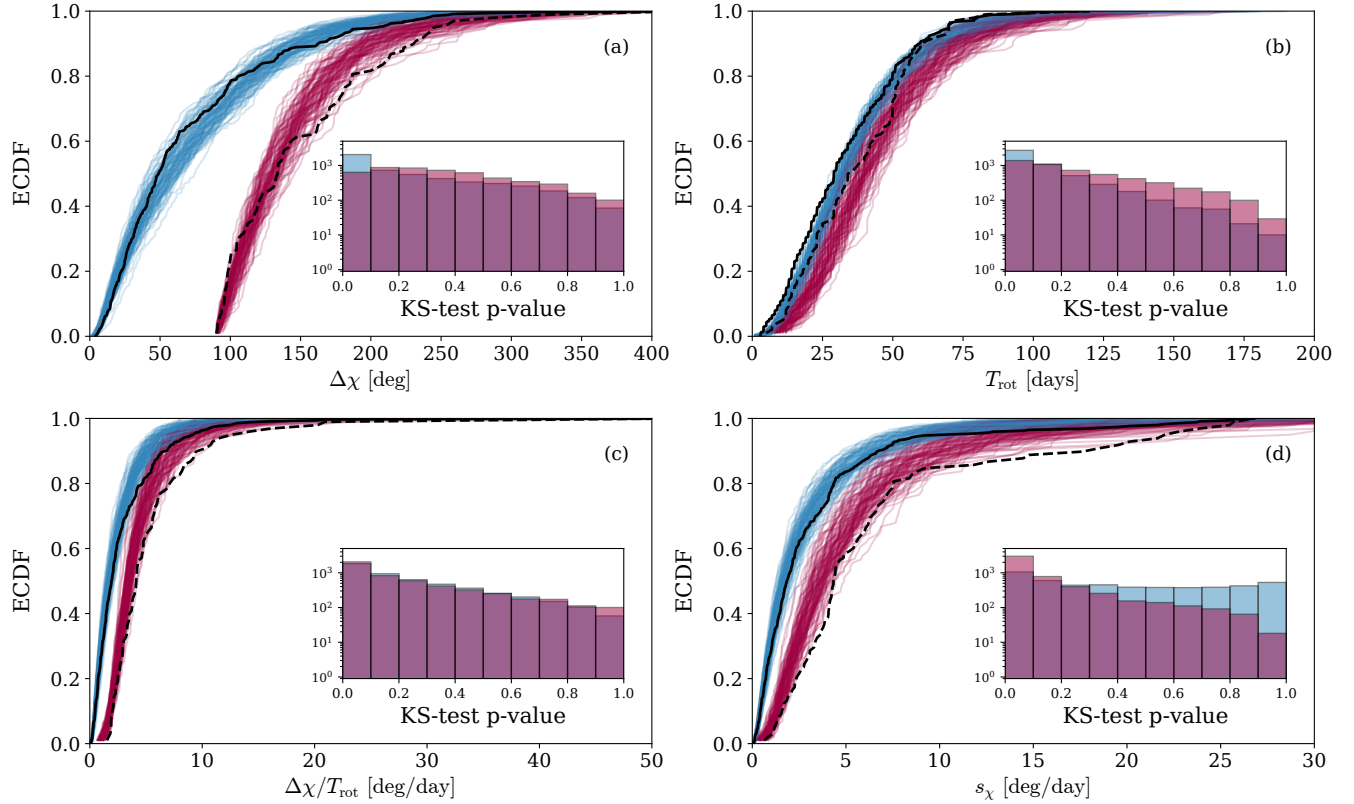 1.0
0.8
0.6
0.4
0.2
0.0
ECDF
(a)
10³
10²
10¹
10⁰
0.0 0.2 0.4 0.6 0.8 1.0
KS-test p-value
0 50 100 150 200 250 300 350 400
Δχ [deg]
1.0
0.8
0.6
0.4
0.2
0.0
ECDF
(b)
10³
10²
10¹
10⁰
0.0 0.2 0.4 0.6 0.8 1.0
KS-test p-value
0 25 50 75 100 125 150 175 200
T_rot [days]
1.0
0.8
0.6
0.4
0.2
0.0
ECDF
(c)
10³
10²
10¹
10⁰
0.0 0.2 0.4 0.6 0.8 1.0
KS-test p-value
0 10 20 30 40 50
Δχ/T_rot [deg/day]
1.0
0.8
0.6
0.4
0.2
0.0
ECDF
(d)
10³
10²
10¹
10⁰
0.0 0.2 0.4 0.6 0.8 1.0
KS-test p-value
0 5 10 15 20 25 30
s_χ [deg/day]